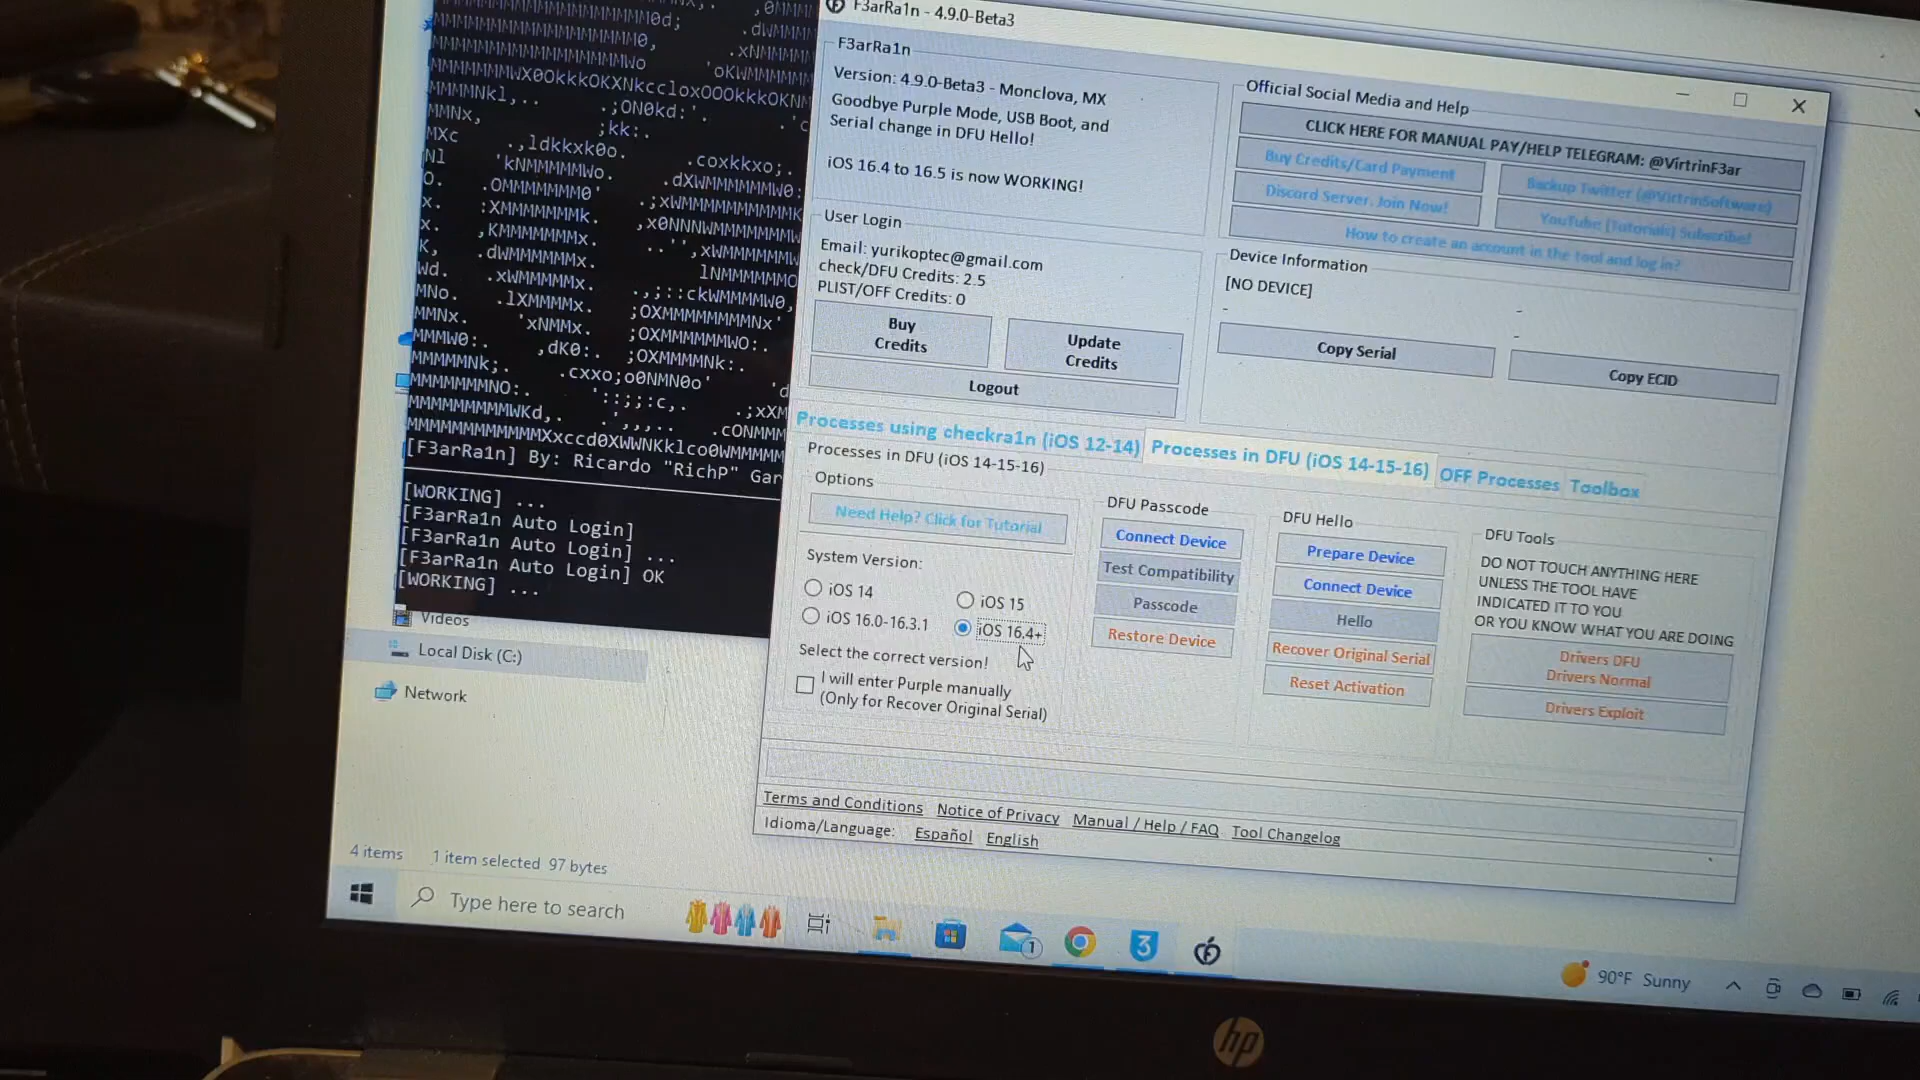 F3arRa1n - 4.9.0-Beta3
F3arRa1n
Version: 4.9.0-Beta3 - Monclova, MX
Goodbye Purple Mode, USB Boot, and
Serial change in DFU Hello!
iOS 16.4 to 16.5 is now WORKING!
User Login
Email: yurikoptec@gmail.com
check/DFU Credits: 2.5
PLIST/OFF Credits: 0
Buy
Credits
Update
Credits
Logout
Official Social Media and Help
CLICK HERE FOR MANUAL PAY/HELP TELEGRAM: @VirtrinF3ar
Buy Credits/Card Payment
Backup Twitter (@VirtrinSoftware)
Discord Server. Join Now!
YouTube [Tutorials] Subscribe!
How to create an account in the tool and log in?
Device Information
[NO DEVICE]
-
-
-
Copy Serial
Copy ECID
Processes using checkra1n (iOS 12-14)
Processes in DFU (iOS 14-15-16)
OFF Processes
Toolbox
Processes in DFU (iOS 14-15-16)
Options
Need Help? Click for Tutorial
System Version:
iOS 14
iOS 15
iOS 16.0-16.3.1
iOS 16.4+
Select the correct version!
I will enter Purple manually
(Only for Recover Original Serial)
DFU Passcode
Connect Device
Test Compatibility
Passcode
Restore Device
DFU Hello
Prepare Device
Connect Device
Hello
Recover Original Serial
Reset Activation
DFU Tools
DO NOT TOUCH ANYTHING HERE
UNLESS THE TOOL HAVE
INDICATED IT TO YOU
OR YOU KNOW WHAT YOU ARE DOING
Drivers DFU
Drivers Normal
Drivers Exploit
Terms and Conditions
Notice of Privacy
Manual / Help / FAQ
Tool Changelog
Idioma/Language:
Español
English
[F3arRa1n] By: Ricardo "RichP" Gar
[WORKING] ...
[F3arRa1n Auto Login]
[F3arRa1n Auto Login] ...
[F3arRa1n Auto Login] OK
[WORKING] ...
Videos
Local Disk (C:)
Network
4 items
1 item selected 97 bytes
Type here to search
1
3
90°F Sunny
hp